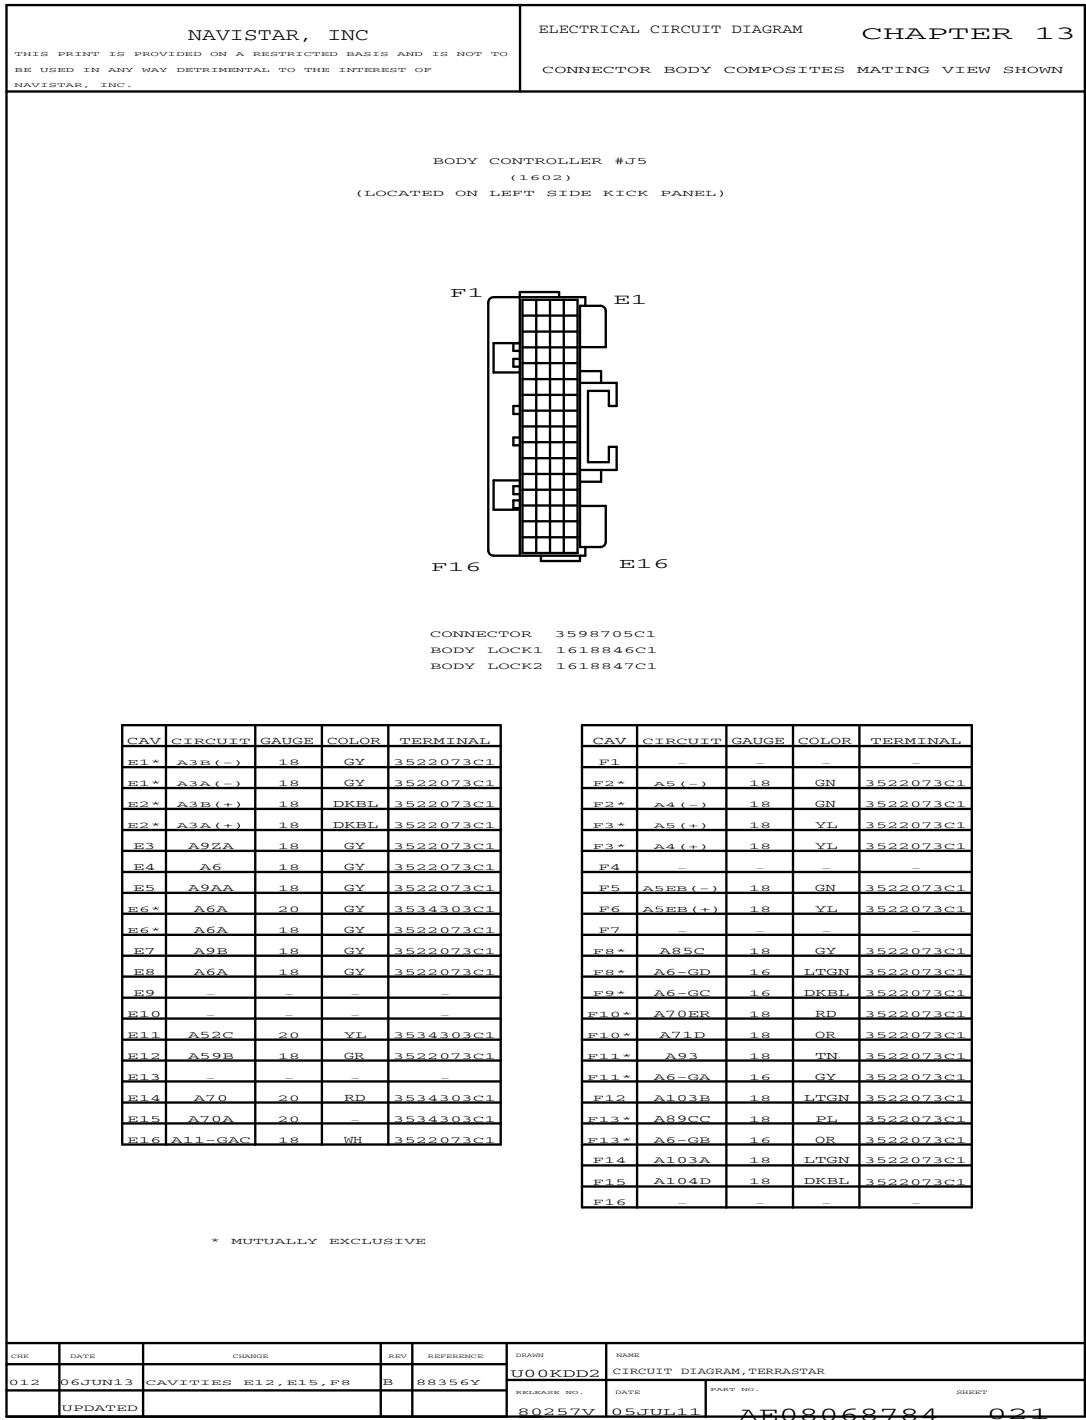 NAVISTAR, INC
THIS PRINT IS PROVIDED ON A RESTRICTED BASIS AND IS NOT TO
BE USED IN ANY WAY DETRIMENTAL TO THE INTEREST OF
NAVISTAR, INC.
ELECTRICAL CIRCUIT DIAGRAM CHAPTER 13
CONNECTOR BODY COMPOSITES MATING VIEW SHOWN
BODY CONTROLLER #J5
(1602)
(LOCATED ON LEFT SIDE KICK PANEL)
F1 E1
F16 E16
CONNECTOR 3598705C1
BODY LOCK1 1618846C1
BODY LOCK2 1618847C1
CAV CIRCUIT GAUGE COLOR TERMINAL
E1* A3B(-) 18 GY 3522073C1
E1* A3A(-) 18 GY 3522073C1
E2* A3B(+) 18 DKBL 3522073C1
E2* A3A(+) 18 DKBL 3522073C1
E3 A9ZA 18 GY 3522073C1
E4 A6 18 GY 3522073C1
E5 A9AA 18 GY 3522073C1
E6* A6A 20 GY 3534303C1
E6* A6A 18 GY 3522073C1
E7 A9B 18 GY 3522073C1
E8 A6A 18 GY 3522073C1
E9 - - - -
E10 - - - -
E11 A52C 20 YL 3534303C1
E12 A59B 18 GR 3522073C1
E13 - - - -
E14 A70 20 RD 3534303C1
E15 A70A 20 - 3534303C1
E16 A11-GAC 18 WH 3522073C1
CAV CIRCUIT GAUGE COLOR TERMINAL
F1 - - - -
F2* A5(-) 18 GN 3522073C1
F2* A4(-) 18 GN 3522073C1
F3* A5(+) 18 YL 3522073C1
F3* A4(+) 18 YL 3522073C1
F4 - - - -
F5 A5EB(-) 18 GN 3522073C1
F6 A5EB(+) 18 YL 3522073C1
F7 - - - -
F8* A85C 18 GY 3522073C1
F8* A6-GD 16 LTGN 3522073C1
F9* A6-GC 16 DKBL 3522073C1
F10* A70ER 18 RD 3522073C1
F10* A71D 18 OR 3522073C1
F11* A93 18 TN 3522073C1
F11* A6-GA 16 GY 3522073C1
F12 A103B 18 LTGN 3522073C1
F13* A89CC 18 PL 3522073C1
F13* A6-GB 16 OR 3522073C1
F14 A103A 18 LTGN 3522073C1
F15 A104D 18 DKBL 3522073C1
F16 - - - -
* MUTUALLY EXCLUSIVE
CHK DATE CHANGE REV REFERENCE
012 06JUN13 CAVITIES E12,E15,F8 B 88356Y
UPDATED
DRAWN NAME
U00KDD2 CIRCUIT DIAGRAM,TERRASTAR
RELEASE NO. DATE PART NO. SHEET
80257V 05JUL11 AE08068784 021